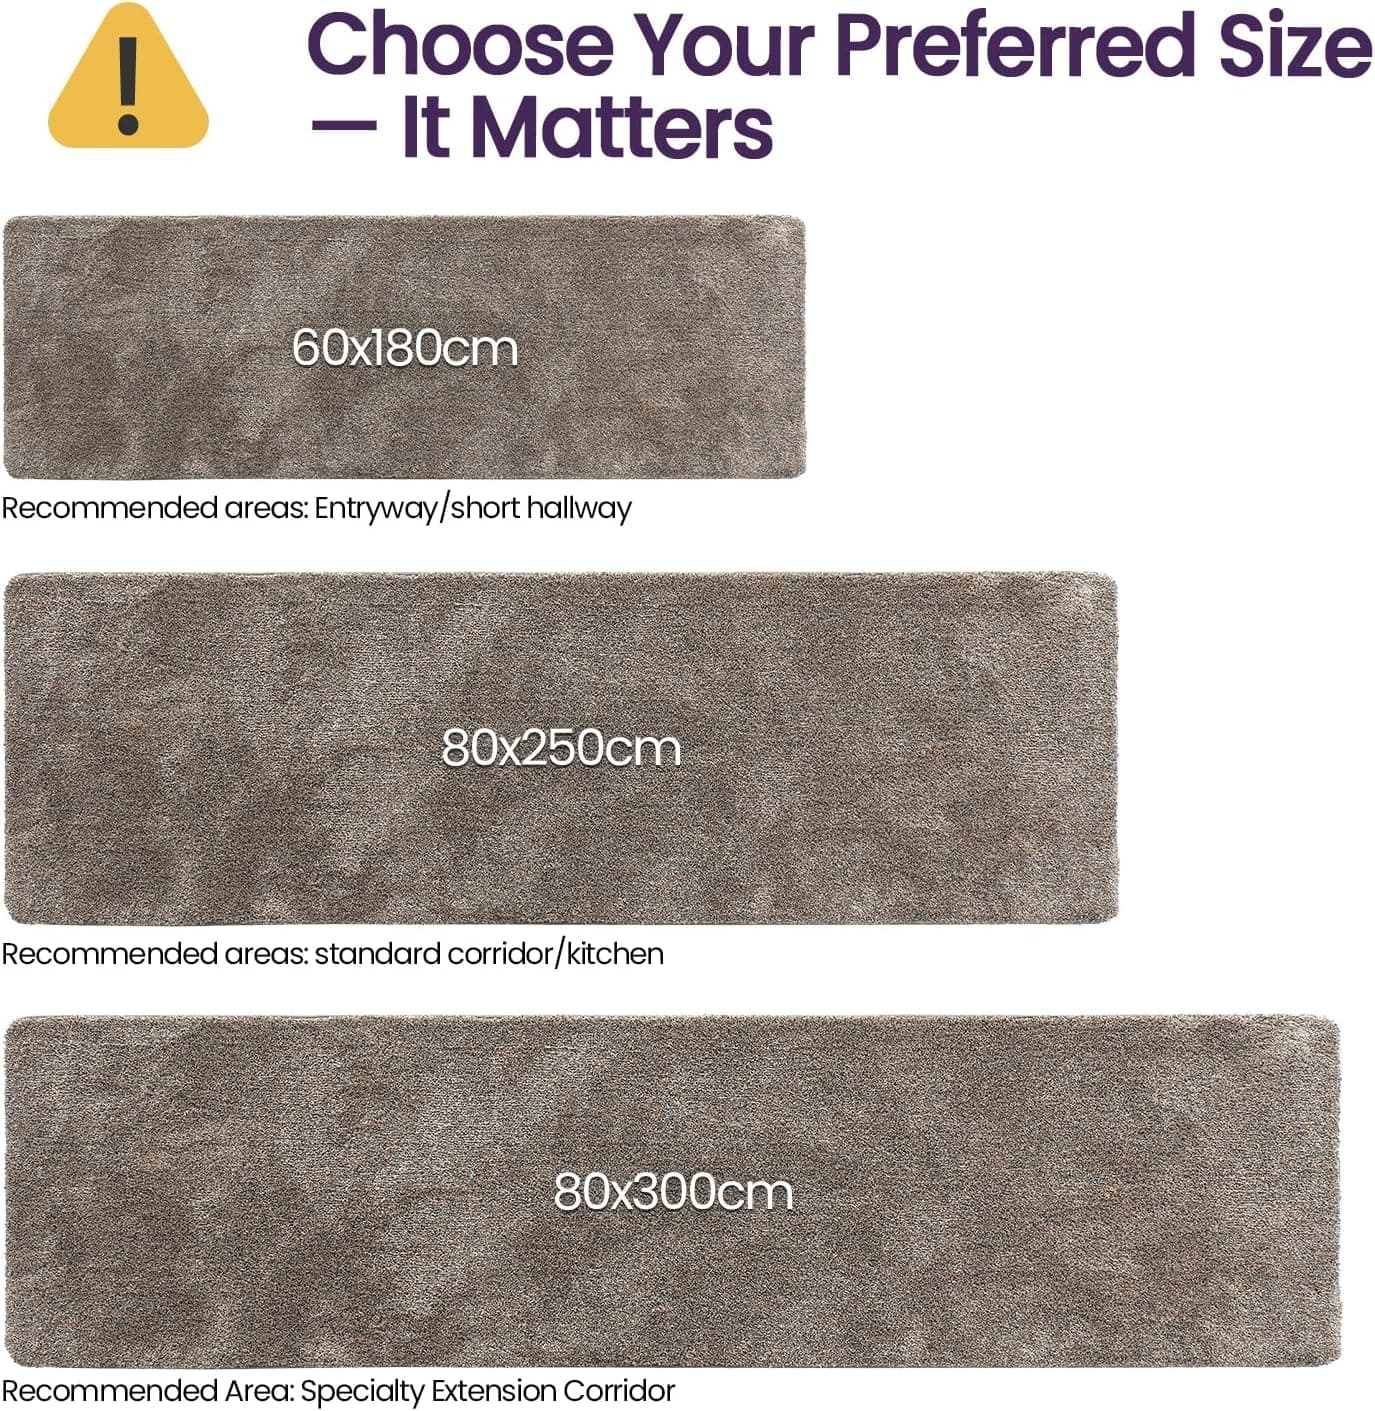 Choose Your Preferred Size
— It Matters
60x180cm
Recommended areas: Entryway/short hallway
80x250cm
Recommended areas: standard corridor/kitchen
80x300cm
Recommended Area: Specialty Extension Corridor